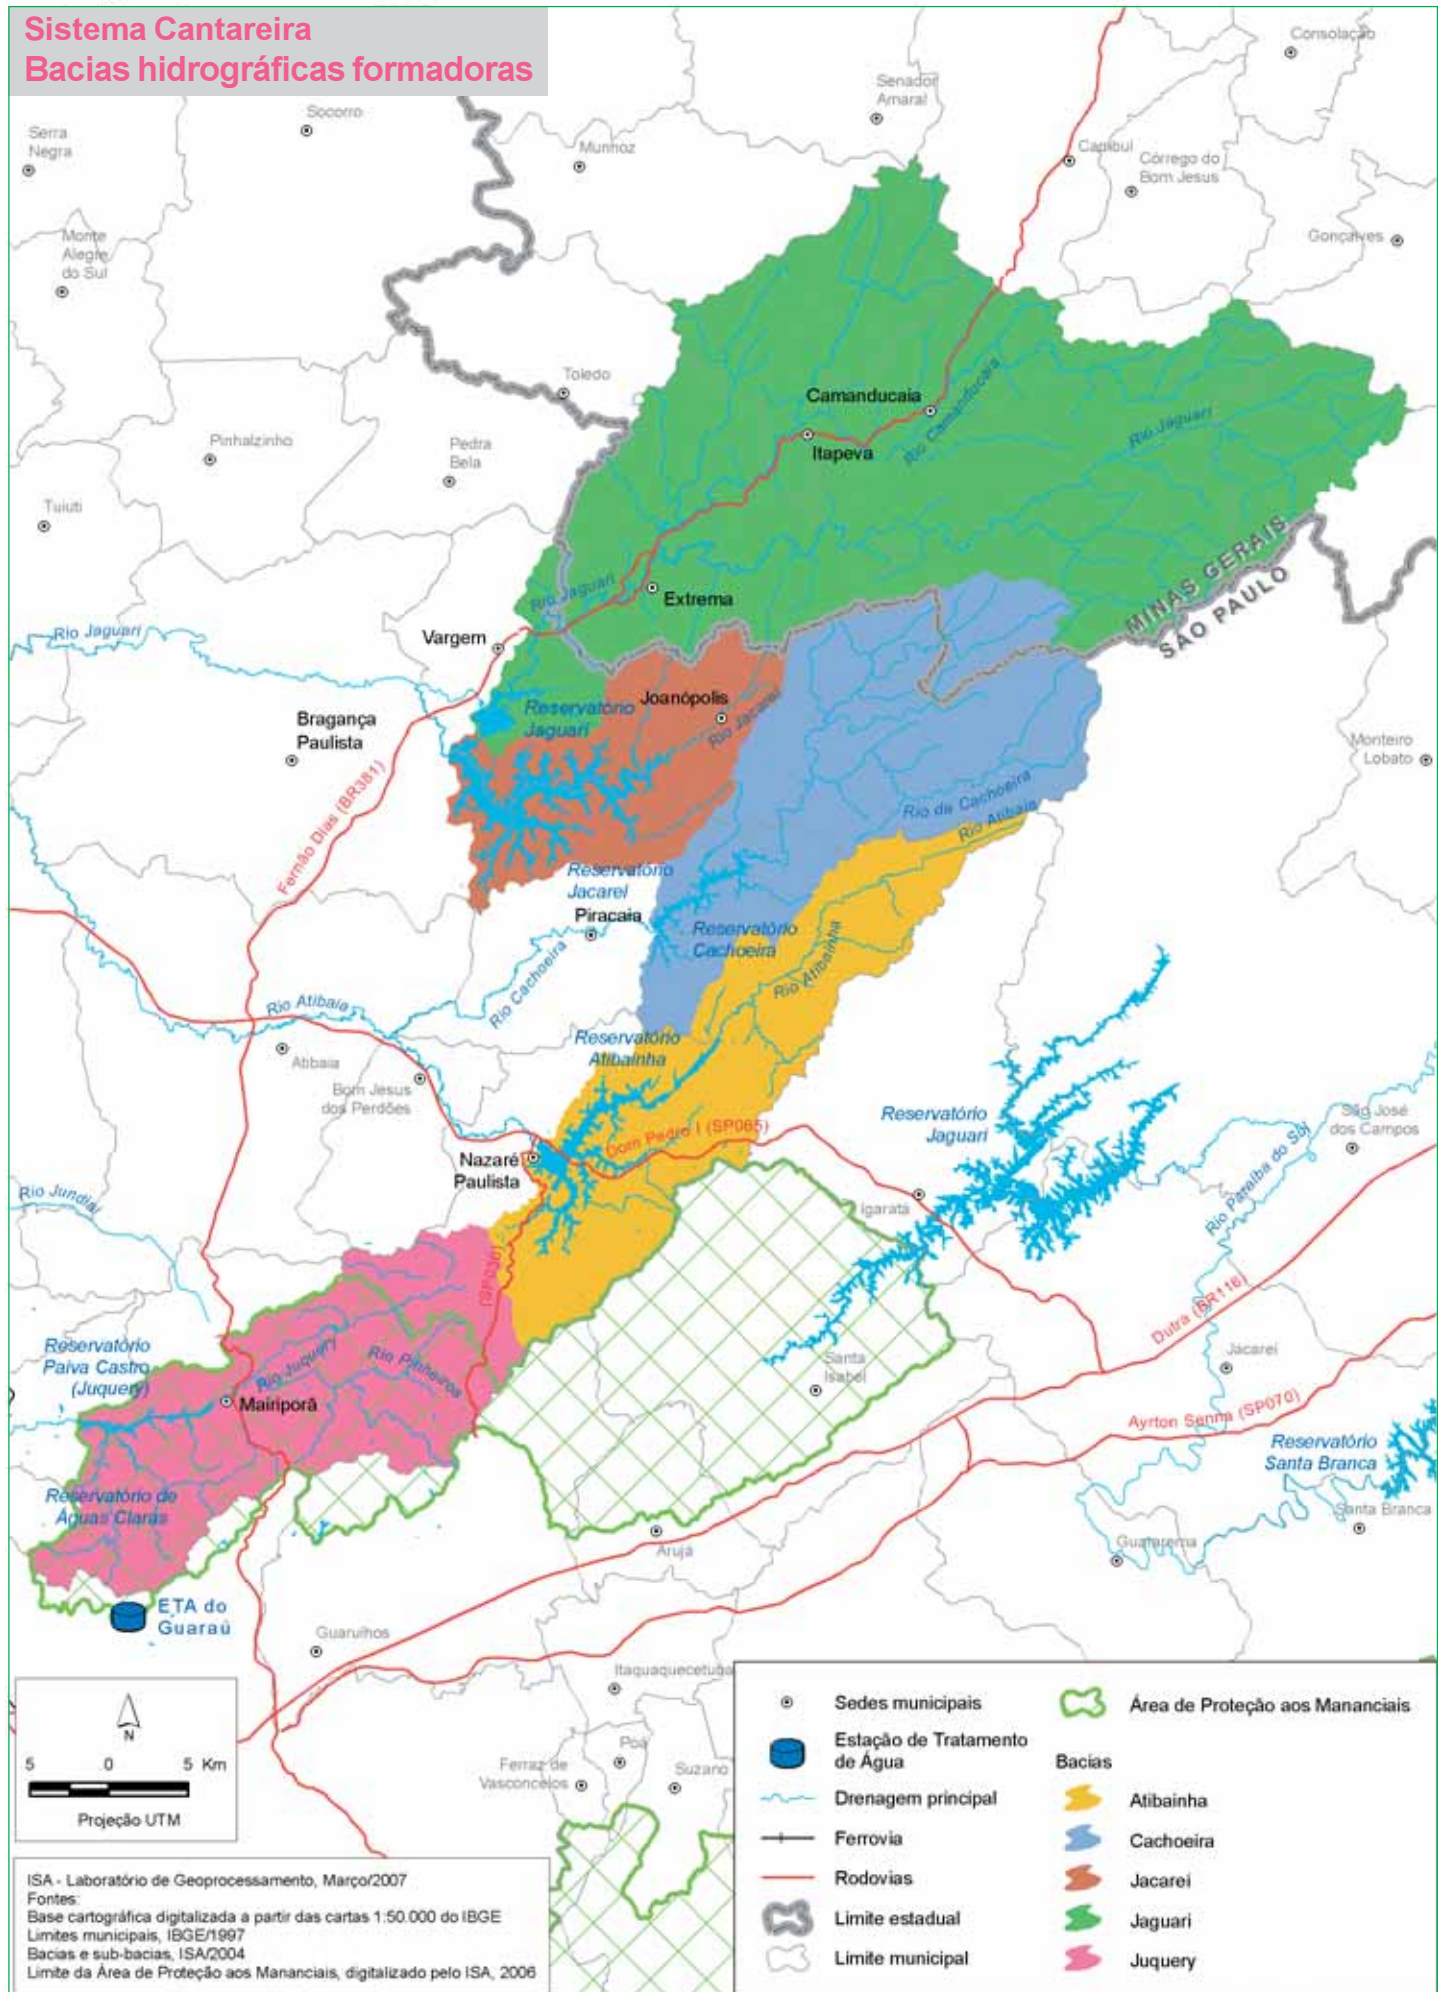 Sistema Cantareira
Bacias hidrográficas formadoras
Consolação
Senador
Amaral
Socorro
Serra
Negra
Munhoz
Cambuí
Córrego do
Bom Jesus
Monte
Alegre
do Sul
Gonçalves
Toledo
Camanducaia
Rio Camanducaia
Rio Jaguari
Pinhalzinho
Pedra
Bela
Itapeva
Tuiuti
MINAS GERAIS
SÃO PAULO
Rio Jaguari
Extrema
Rio Jaguari
Vargem
Joanópolis
Reservatório
Jaguari
Rio Jacareí
Bragança
Paulista
Monteiro
Lobato
Fernão Dias (BR381)
Rio da Cachoeira
Rio Atibaia
Reservatório
Jacareí
Piracaia
Reservatório
Cachoeira
Rio Cachoeira
Rio Atibainha
Rio Atibaia
Reservatório
Atibainha
Atibaia
Bom Jesus
dos Perdões
Reservatório
Jaguari
São José
dos Campos
Dom Pedro I (SP065)
Nazaré
Paulista
Rio Paraíba do Sul
Rio Jundiaí
Igaratá
(SP036)
Dutra (BR116)
Reservatório
Paiva Castro
(Juquery)
Rio Juquery
Rio Pinheiros
Santa
Isabel
Jacareí
Mairiporã
Ayrton Senna (SP070)
Reservatório
Santa Branca
Reservatório de
Águas Claras
Santa Branca
Arujá
Guararema
ETA do
Guaraú
Guarulhos
Itaquaquecetuba
Poá
Ferraz de
Vasconcelos
Suzano
N
5 0 5 Km
Projeção UTM
ISA - Laboratório de Geoprocessamento, Março/2007
Fontes:
Base cartográfica digitalizada a partir das cartas 1:50.000 do IBGE
Limites municipais, IBGE/1997
Bacias e sub-bacias, ISA/2004
Limite da Área de Proteção aos Mananciais, digitalizado pelo ISA, 2006
Sedes municipais
Estação de Tratamento
de Água
Drenagem principal
Ferrovia
Rodovias
Limite estadual
Limite municipal
Área de Proteção aos Mananciais
Bacias
Atibainha
Cachoeira
Jacareí
Jaguari
Juquery